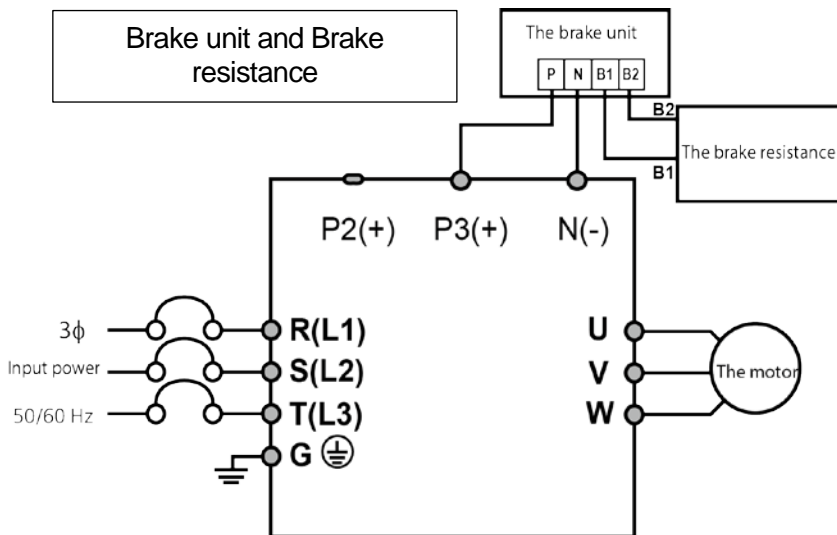 Brake unit and Brake
resistance
The brake unit
P N B1 B2
B2
The brake resistance
B1
P2(+) P3(+) N(-)
3ϕ
R(L1)
U
Input power
S(L2)
V
The motor
50/60 Hz
T(L3)
W
G